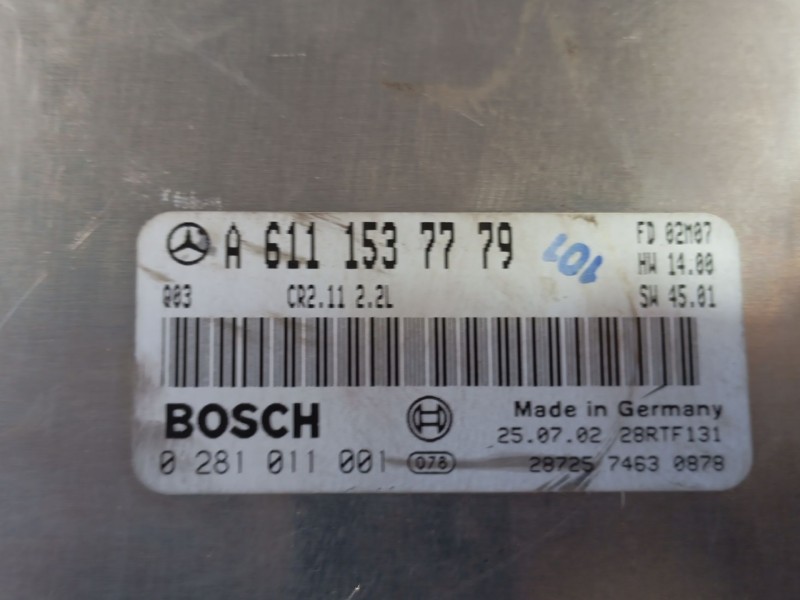 A 611 153 77 79
101
FD 02M07
HW 14.00
Q03 CR2.11 2.2L
SW 45.01
BOSCH
Made in Germany
25.07.02 28RTF131
0 281 011 001 078
28725 7463 0878